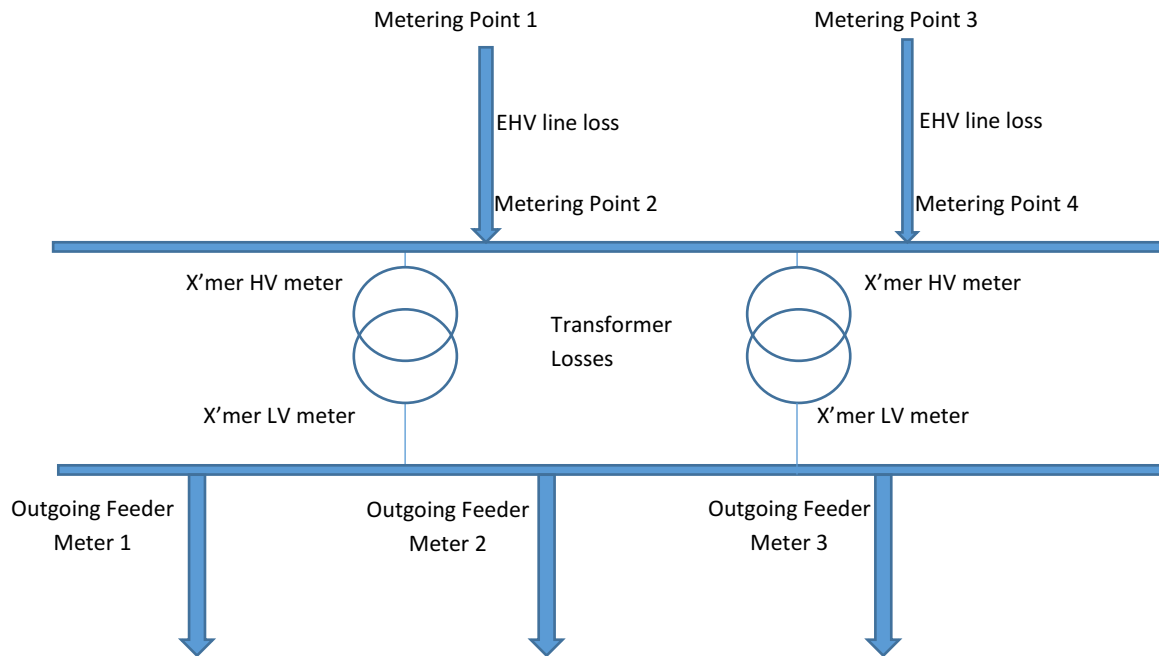 Metering Point 1
Metering Point 3
EHV line loss
EHV line loss
Metering Point 2
Metering Point 4
X’mer HV meter
X’mer HV meter
Transformer
Losses
X’mer LV meter
X’mer LV meter
Outgoing Feeder
Meter 1
Outgoing Feeder
Meter 2
Outgoing Feeder
Meter 3